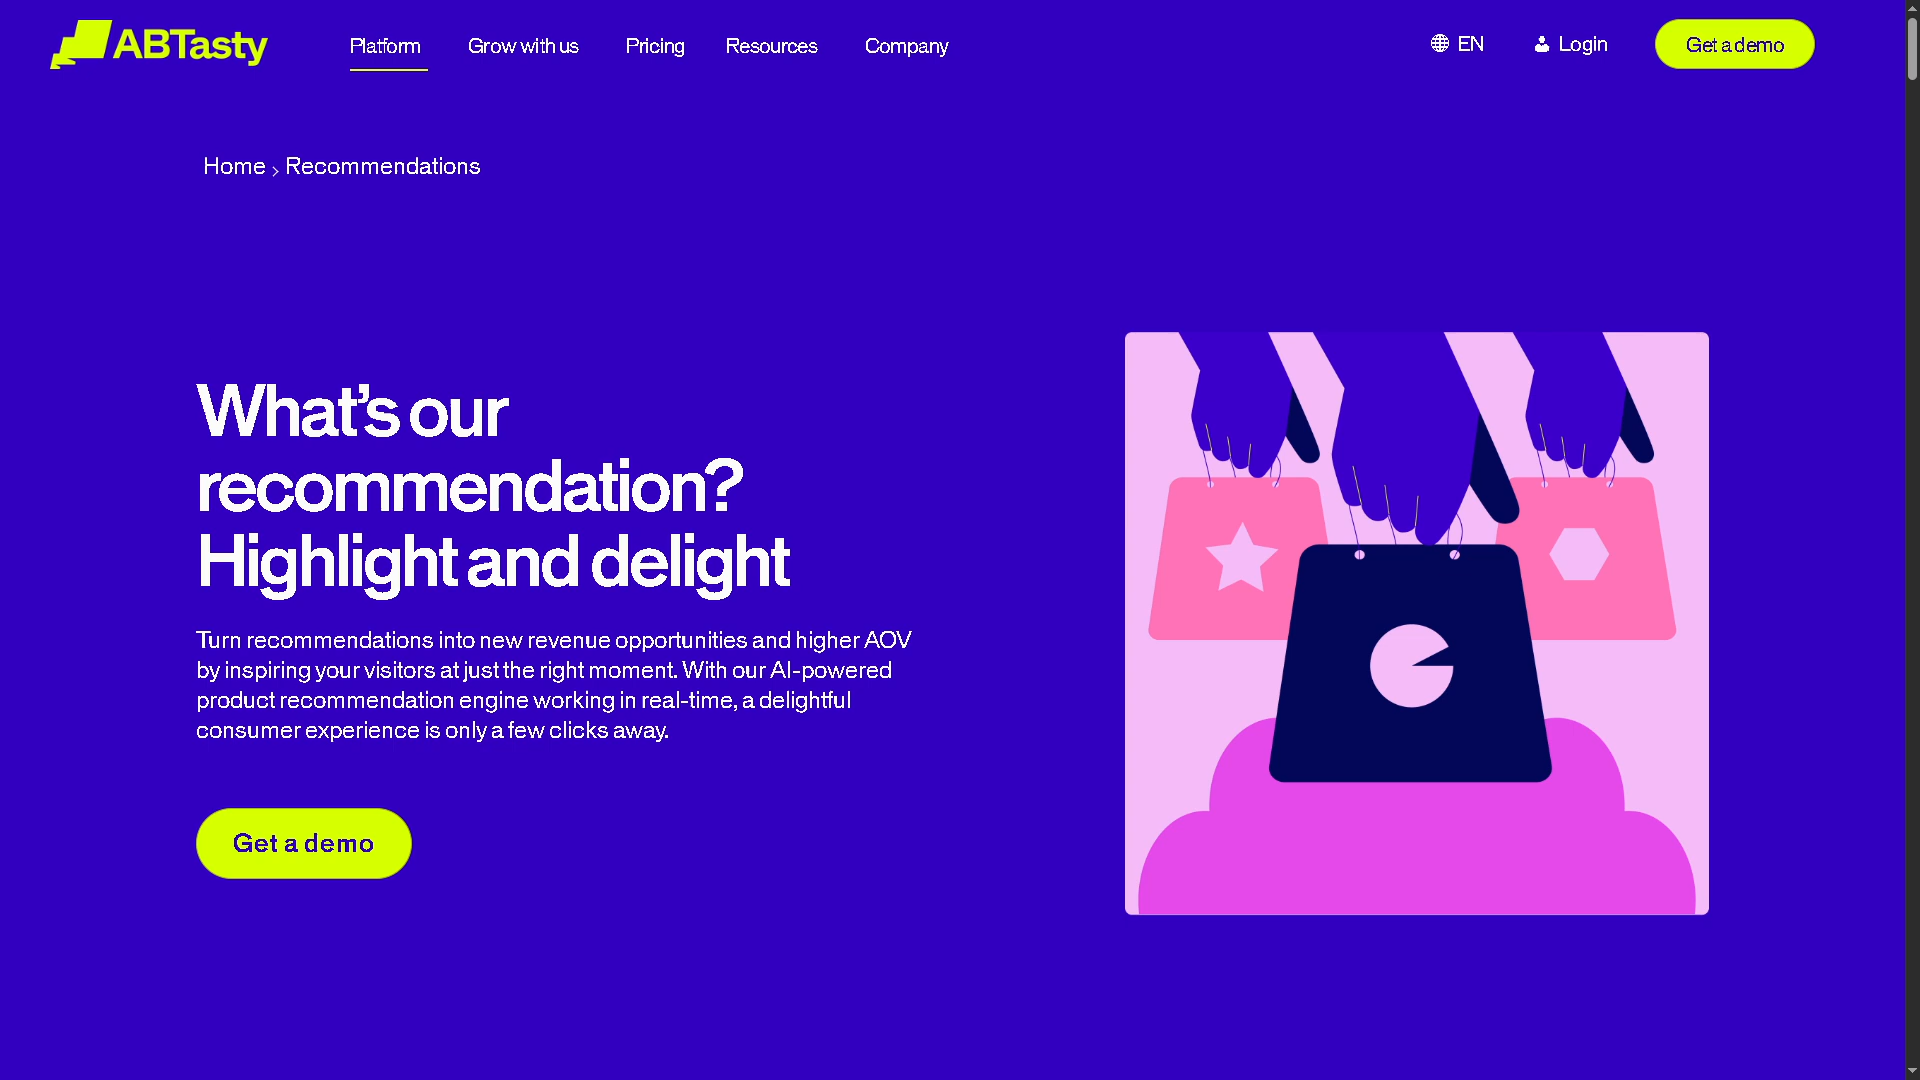 ABTasty
Platform
Grow with us
Pricing
Resources
Company
EN
Login
Get a demo
Home › Recommendations
What’s our
recommendation?
Highlight and delight
Turn recommendations into new revenue opportunities and higher AOV
by inspiring your visitors at just the right moment. With our AI-powered
product recommendation engine working in real-time, a delightful
consumer experience is only a few clicks away.
Get a demo